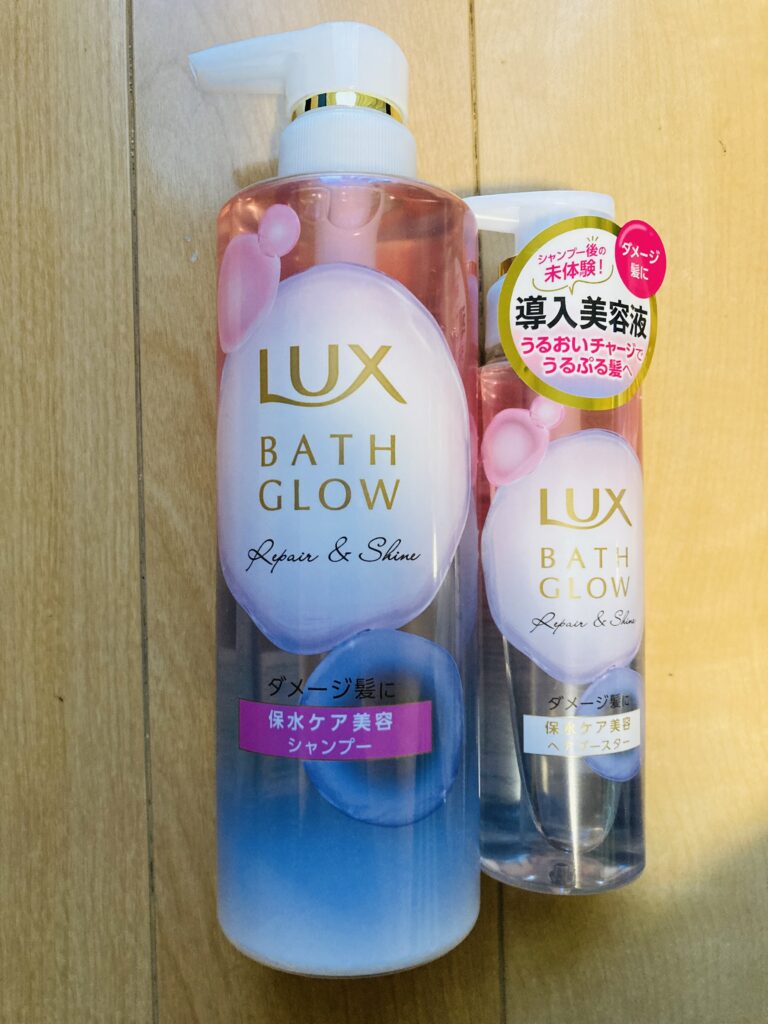 LUX
BATH
GLOW
Repair & Shine
ダメージ髪に
保水ケア美容
シャンプー
シャンプー後の
未体験!
ダメージ
髪に
導入美容液
うるおいチャージで
うるぷる髪へ
LUX
BATH
GLOW
Repair & Shine
ダメージ髪に
保水ケア美容
ヘアブースター